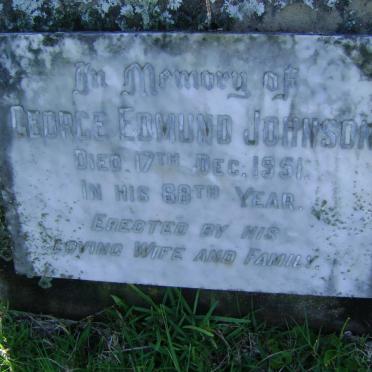 In Memory of
George Edmund Johnson
Died 17th Dec. 1951.
In his 68th Year.
Erected by his
loving Wife and Family.